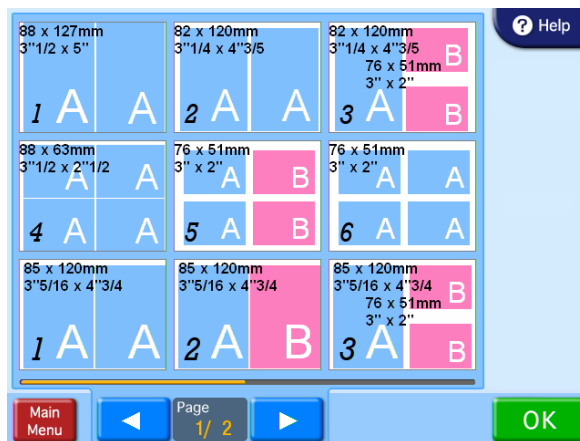 ? Help
88 x 127mm
3"1/2 x 5"
1 A A
82 x 120mm
3"1/4 x 4"3/5
2 A A
82 x 120mm
3"1/4 x 4"3/5
76 x 51mm
3" x 2"
B
3 A B
88 x 63mm
3"1/2 x 2"1/2
A A
4 A A
76 x 51mm
3" x 2"
A B
5 A B
76 x 51mm
3" x 2"
A A
6 A A
85 x 120mm
3"5/16 x 4"3/4
1 A A
85 x 120mm
3"5/16 x 4"3/4
2 A B
85 x 120mm
3"5/16 x 4"3/4
76 x 51mm
3" x 2"
B
3 A B
Main
Menu
Page
1/ 2
OK